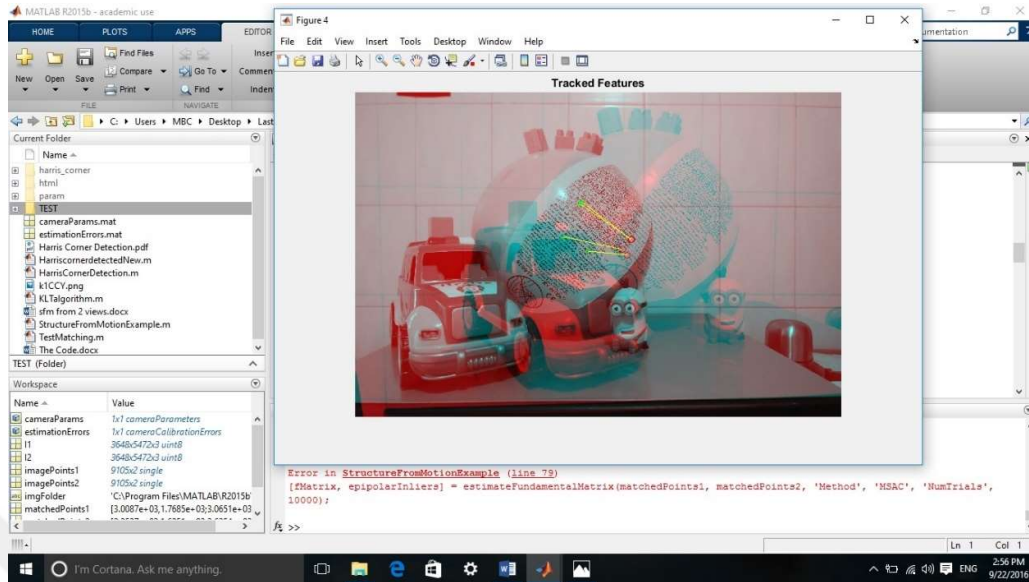 MATLAB R2015b - academic use
HOME PLOTS APPS EDITOR
New Open Save Find Files Compare Print Go To Find Inser Commen Inden
FILE NAVIGATE
C: Users MBC Desktop Last
Current Folder
Name
harris_corner
html
param
TEST
cameraParams.mat
estimationErrors.mat
Harris Corner Detection.pdf
HarriscornerdetectedNew.m
HarrisCornerDetection.m
k1CCY.png
KLTalgorithm.m
sfm from 2 views.docx
StructureFromMotionExample.m
TestMatching.m
The Code.docx
TEST (Folder)
Workspace
Name Value
cameraParams 1x1 cameraParameters
estimationErrors 1x1 cameraCalibrationErrors
I1 3648x5472x3 uint8
I2 3648x5472x3 uint8
imagePoints1 9105x2 single
imagePoints2 9105x2 single
imgFolder 'C:\Program Files\MATLAB\R2015b'
matchedPoints1 [3.0087e+03,1.7685e+03;3.0651e+03
Figure 4
File Edit View Insert Tools Desktop Window Help
Tracked Features
umentation
Error in StructureFromMotionExample (line 79)
[fMatrix, epipolarInliers] = estimateFundamentalMatrix(matchedPoints1, matchedPoints2, 'Method', 'MSAC', 'NumTrials',
10000);
fx >>
Ln 1 Col 1
I'm Cortana. Ask me anything.
ENG
2:56 PM
9/22/2016